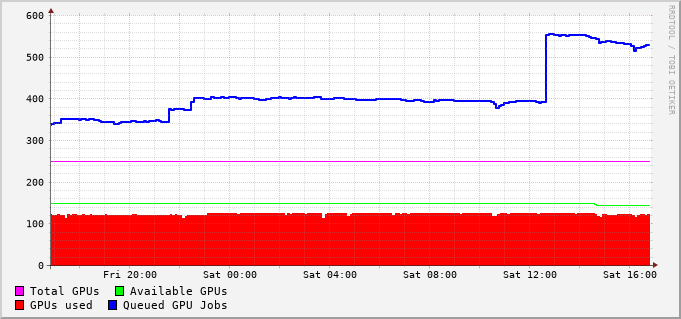 600
500
400
300
200
100
0
Fri 20:00 Sat 00:00 Sat 04:00 Sat 08:00 Sat 12:00 Sat 16:00
Total GPUs Available GPUs
GPUs used Queued GPU Jobs
RRDTOOL / TOBI OETIKER